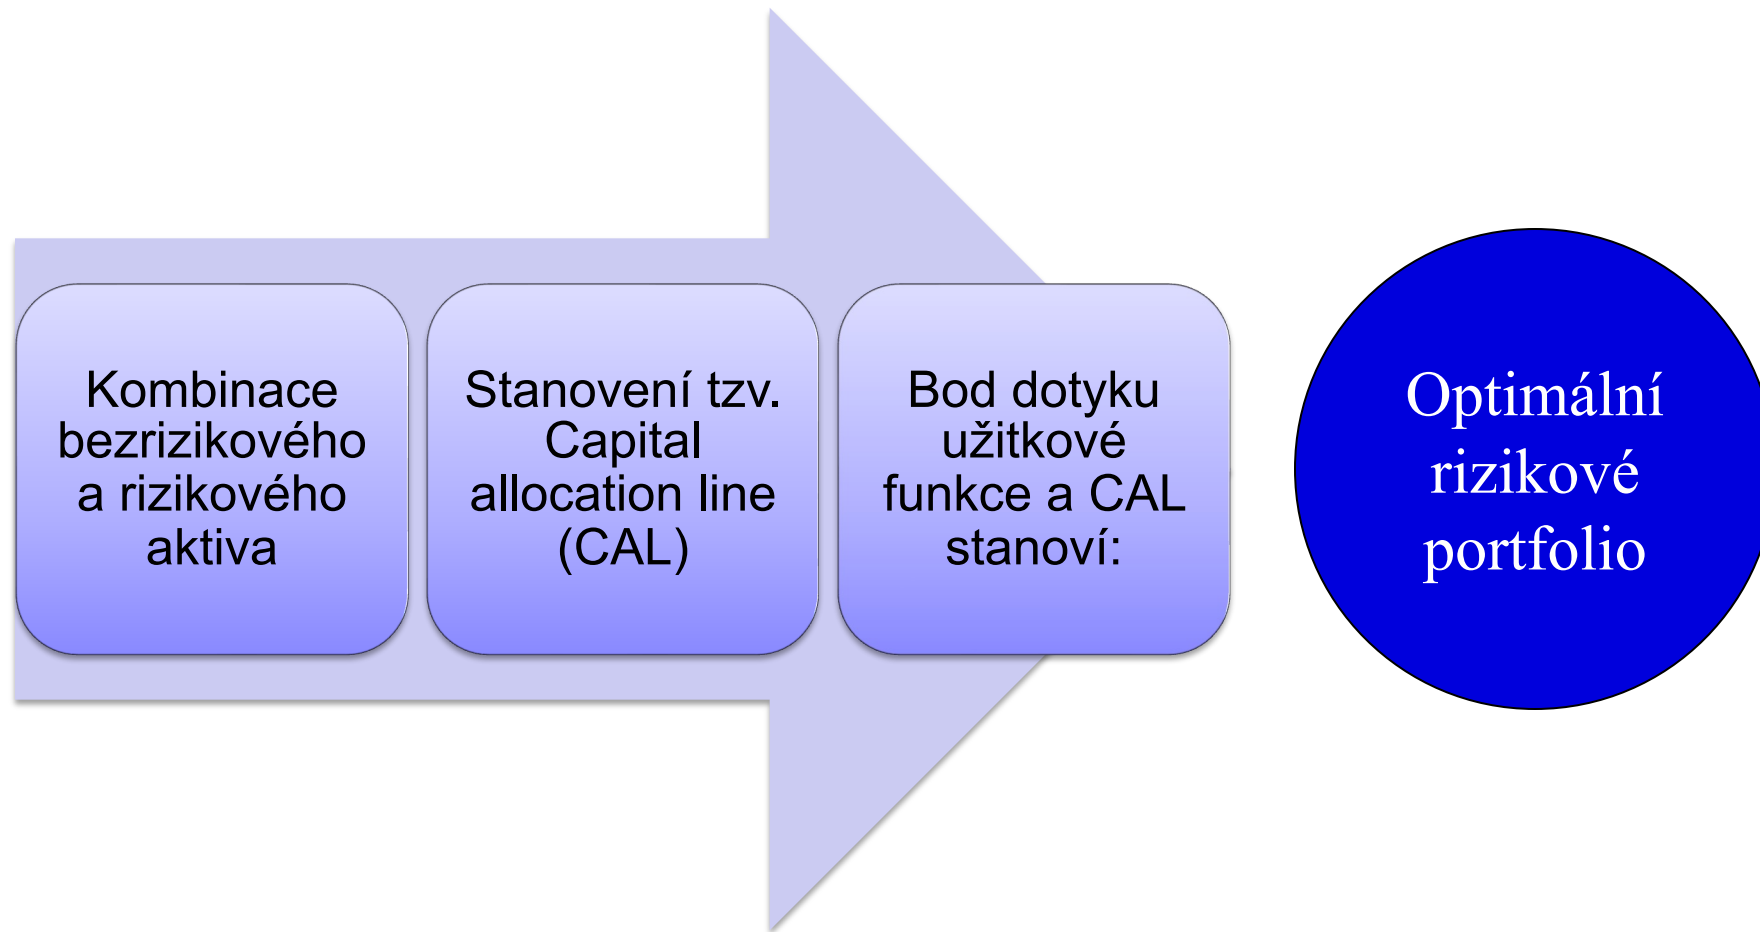 Kombinace
bezrizikového
a rizikového
aktiva
Stanovení tzv.
Capital
allocation line
(CAL)
Bod dotyku
užitkové
funkce a CAL
stanoví:
Optimální
rizikové
portfolio